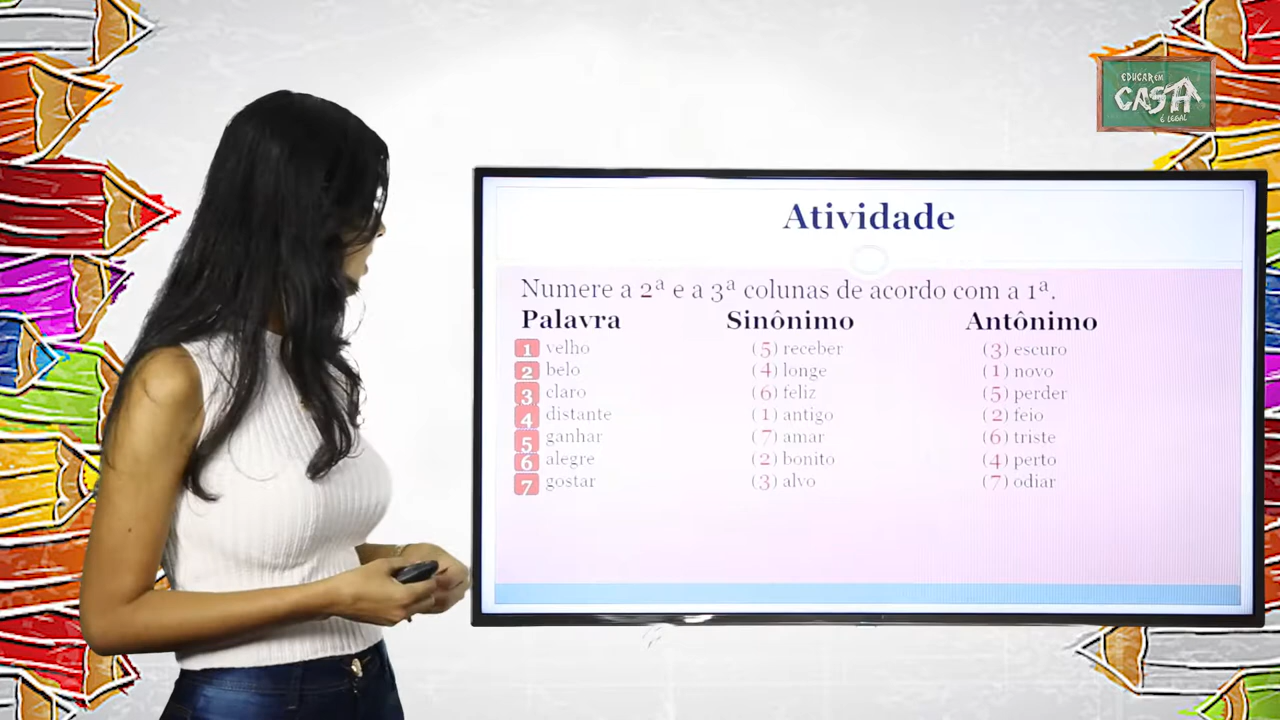 EDUCAR EM
CASA
É LEGAL
Atividade
Numere a 2ª e a 3ª colunas de acordo com a 1ª.
Palavra Sinônimo Antônimo
1 velho (5) receber (3) escuro
2 belo (4) longe (1) novo
3 claro (6) feliz (5) perder
4 distante (1) antigo (2) feio
5 ganhar (7) amar (6) triste
6 alegre (2) bonito (4) perto
7 gostar (3) alvo (7) odiar